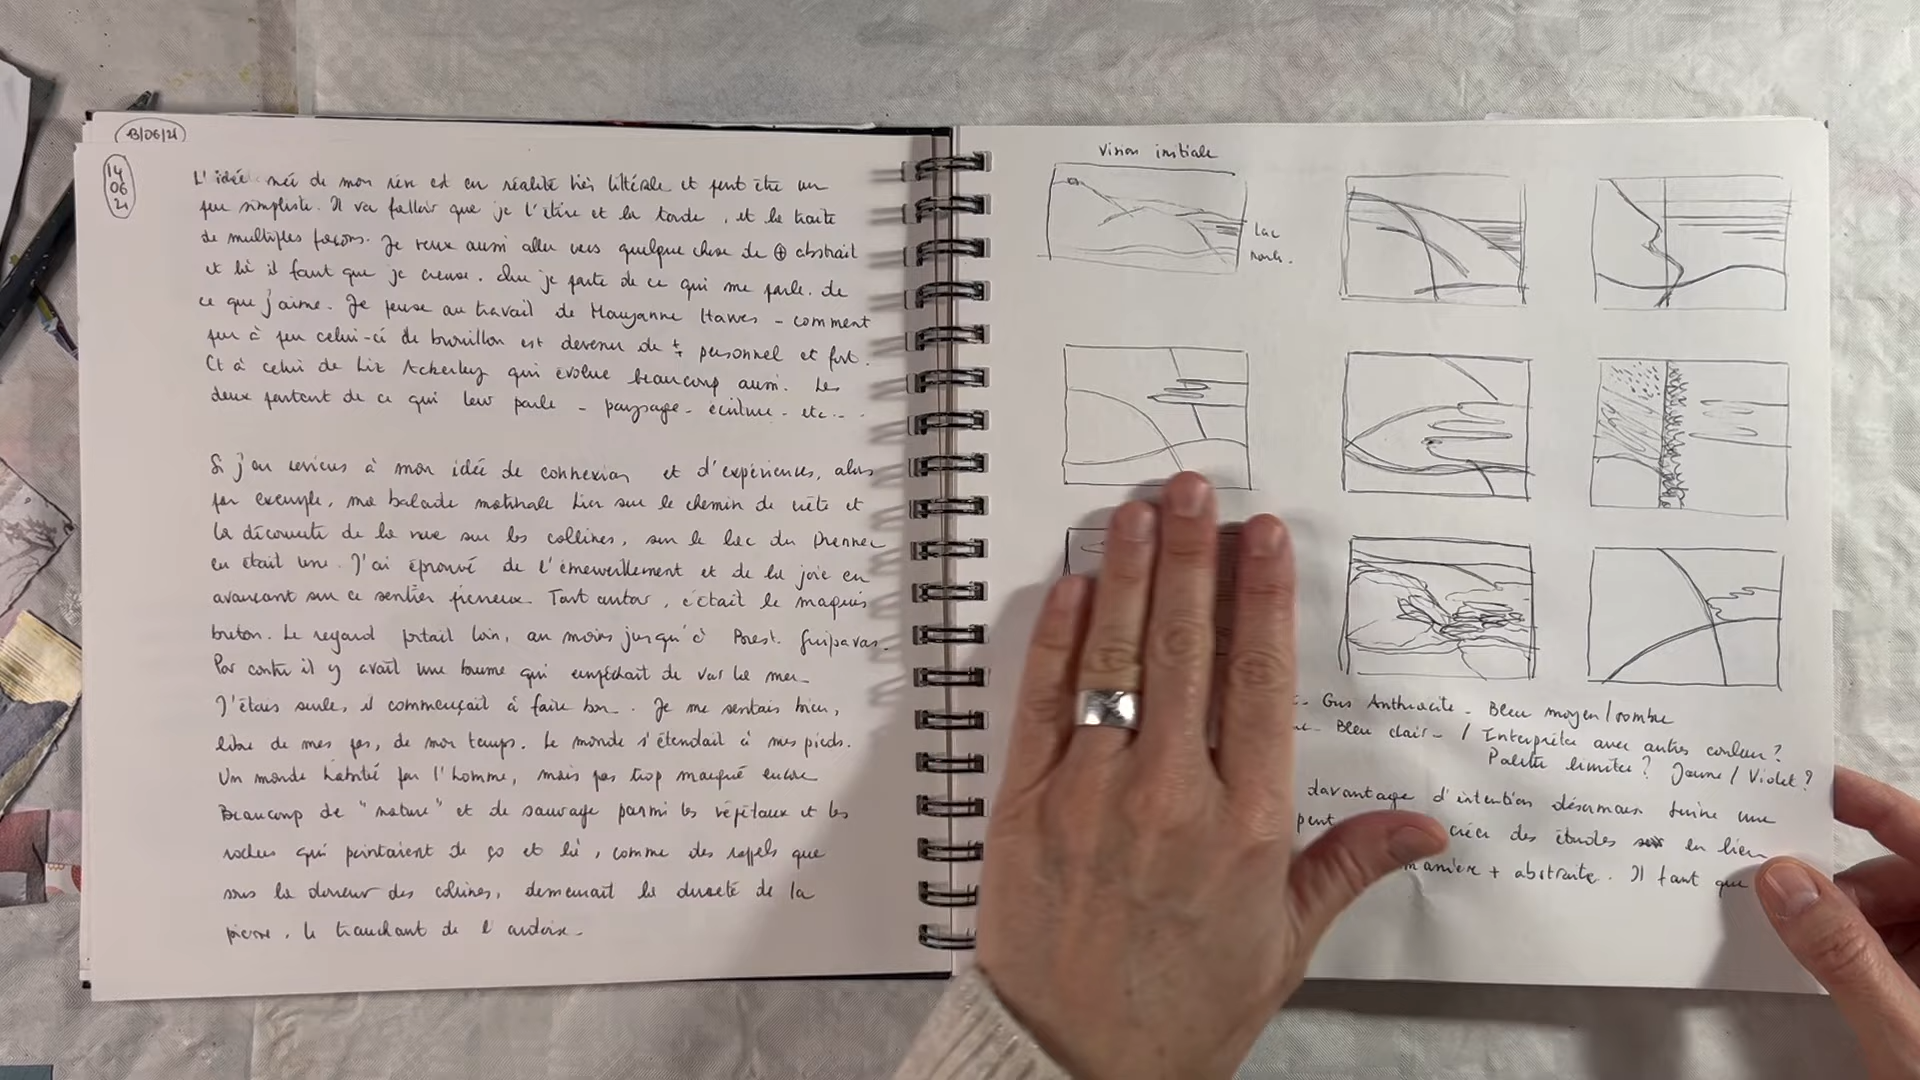 13/06/21
14
06
21
L'idée née de mon rêve est en réalité très littérale et peut être un
peu simpliste. Il va falloir que je l'étire et la torde, et la traite
de multiples façons. Je veux aussi aller vers quelque chose de ⊕ abstrait
et là il faut que je creuse. Que je parte de ce qui me parle. de
ce que j'aime. Je pense au travail de Maryanne Hawes - comment
peu à peu celui-ci de brouillon est devenu de + personnel et fort.
Et à celui de Liz Ackerley qui évolue beaucoup aussi. Les
deux partent de ce qui leur parle - paysage - écriture - etc...
Si j'en reviens à mon idée de connexion et d'expériences, alors
par exemple, ma balade matinale hier sur le chemin de crête et
la découverte de la vue sur les collines, sur le lac du Drennec
en était une. J'ai éprouvé de l'émerveillement et de la joie en
avançant sur ce sentier pierreux. Tout autour, c'était le maquis
breton. Le regard portait loin, au moins jusqu'à Brest. Guipavas.
Par contre il y avait une brume qui empêchait de voir la mer.
J'étais seule, il commençait à faire bon. Je me sentais bien,
libre de mes pas, de mon temps. Le monde s'étendait à mes pieds.
Un monde habité par l'homme, mais pas trop marqué encore
Beaucoup de "nature" et de sauvage parmi les végétaux et les
roches qui pointaient de ça et là, comme des rappels que
sous la douceur des collines, demeurait la dureté de la
pierre, le tranchant de l'ardoise.
Vision initiale
Lac
Gris Anthracite - Bleu moyen/sombre
Bleu clair - / Interpréter avec autres couleur?
Palette limitée? Jaune/Violet?
davantage d'intention désormais suivre une
créer des études en lien
manière + abstraite. Il faut que